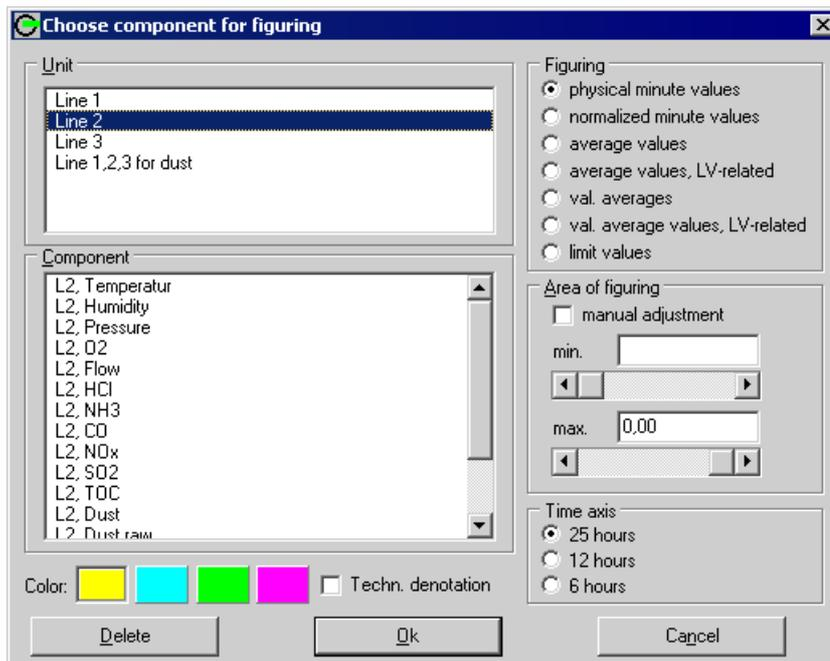 Choose component for figuring
Unit
Line 1
Line 2
Line 3
Line 1,2,3 for dust
Component
L2, Temperatur
L2, Humidity
L2, Pressure
L2, O2
L2, Flow
L2, HCl
L2, NH3
L2, CO
L2, NOx
L2, SO2
L2, TOC
L2, Dust
L2, Dust raw
Color:
Techn. denotation
Figuring
physical minute values
normalized minute values
average values
average values, LV-related
val. averages
val. average values, LV-related
limit values
Area of figuring
manual adjustment
min.
max. 0,00
Time axis
25 hours
12 hours
6 hours
Delete
Ok
Cancel